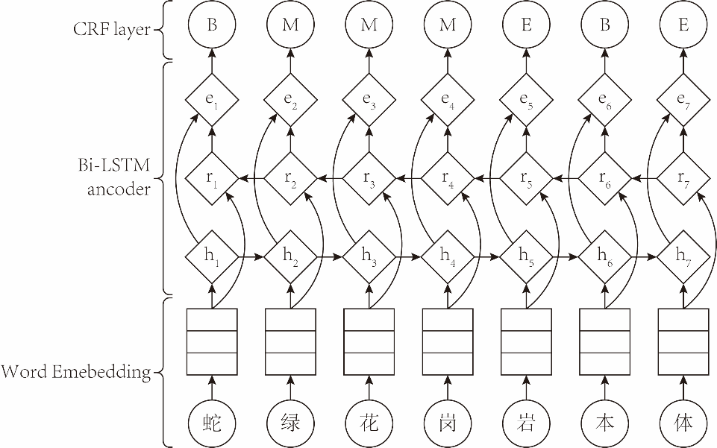 CRF layer
B M M M E B E
e1 e2 e3 e4 e5 e6 e7
Bi-LSTM
ancoder
r1 r2 r3 r4 r5 r6 r7
h1 h2 h3 h4 h5 h6 h7
Word Emebedding
蛇 绿 花 岗 岩 本 体